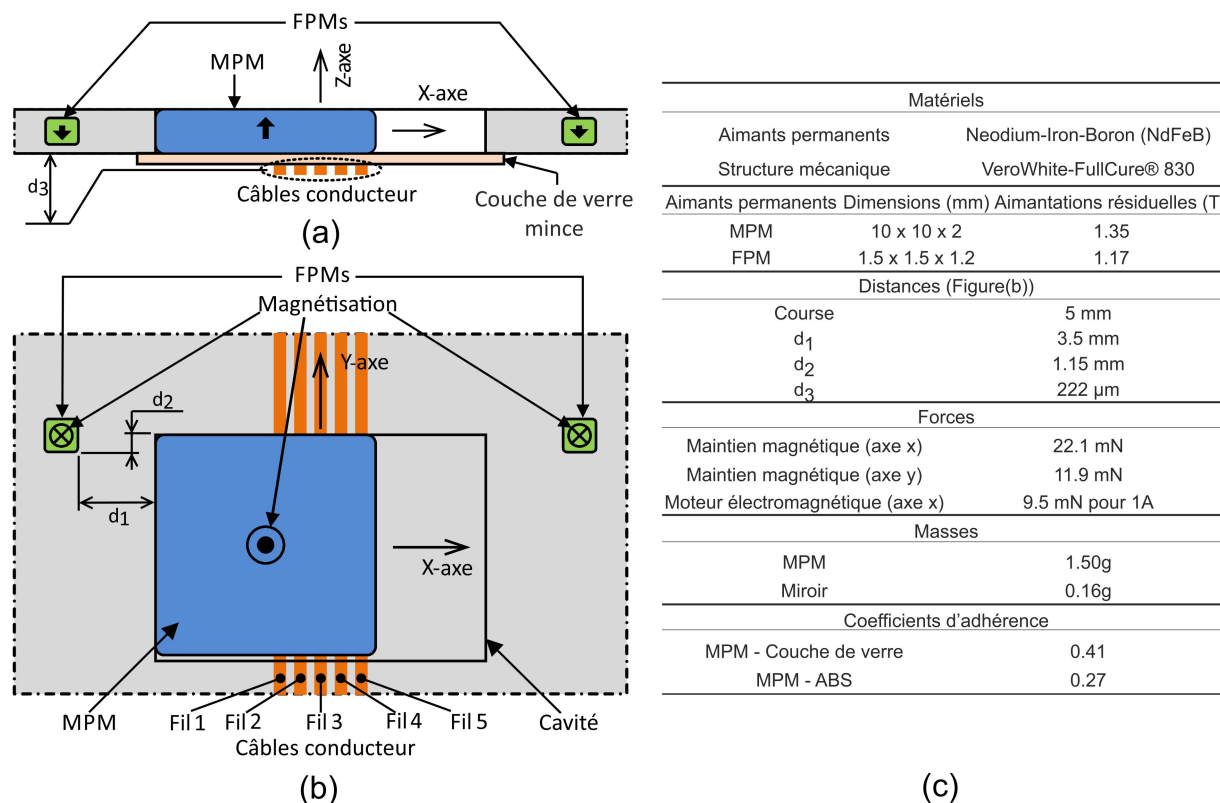 FPMs
MPM
Z-axe
X-axe
d3
Câbles conducteur
Couche de verre
mince
(a)
FPMs
Magnétisation
Y-axe
d2
d1
X-axe
MPM
Fil 1
Fil 2
Fil 3
Fil 4
Fil 5
Cavité
Câbles conducteur
(b)
Matériels
Aimants permanents Neodium-Iron-Boron (NdFeB)
Structure mécanique VeroWhite-FullCure® 830
Aimants permanents Dimensions (mm) Aimantations résiduelles (T
MPM 10 x 10 x 2 1.35
FPM 1.5 x 1.5 x 1.2 1.17
Distances (Figure(b))
Course 5 mm
d1 3.5 mm
d2 1.15 mm
d3 222 µm
Forces
Maintien magnétique (axe x) 22.1 mN
Maintien magnétique (axe y) 11.9 mN
Moteur électromagnétique (axe x) 9.5 mN pour 1A
Masses
MPM 1.50g
Miroir 0.16g
Coefficients d'adhérence
MPM - Couche de verre 0.41
MPM - ABS 0.27
(c)